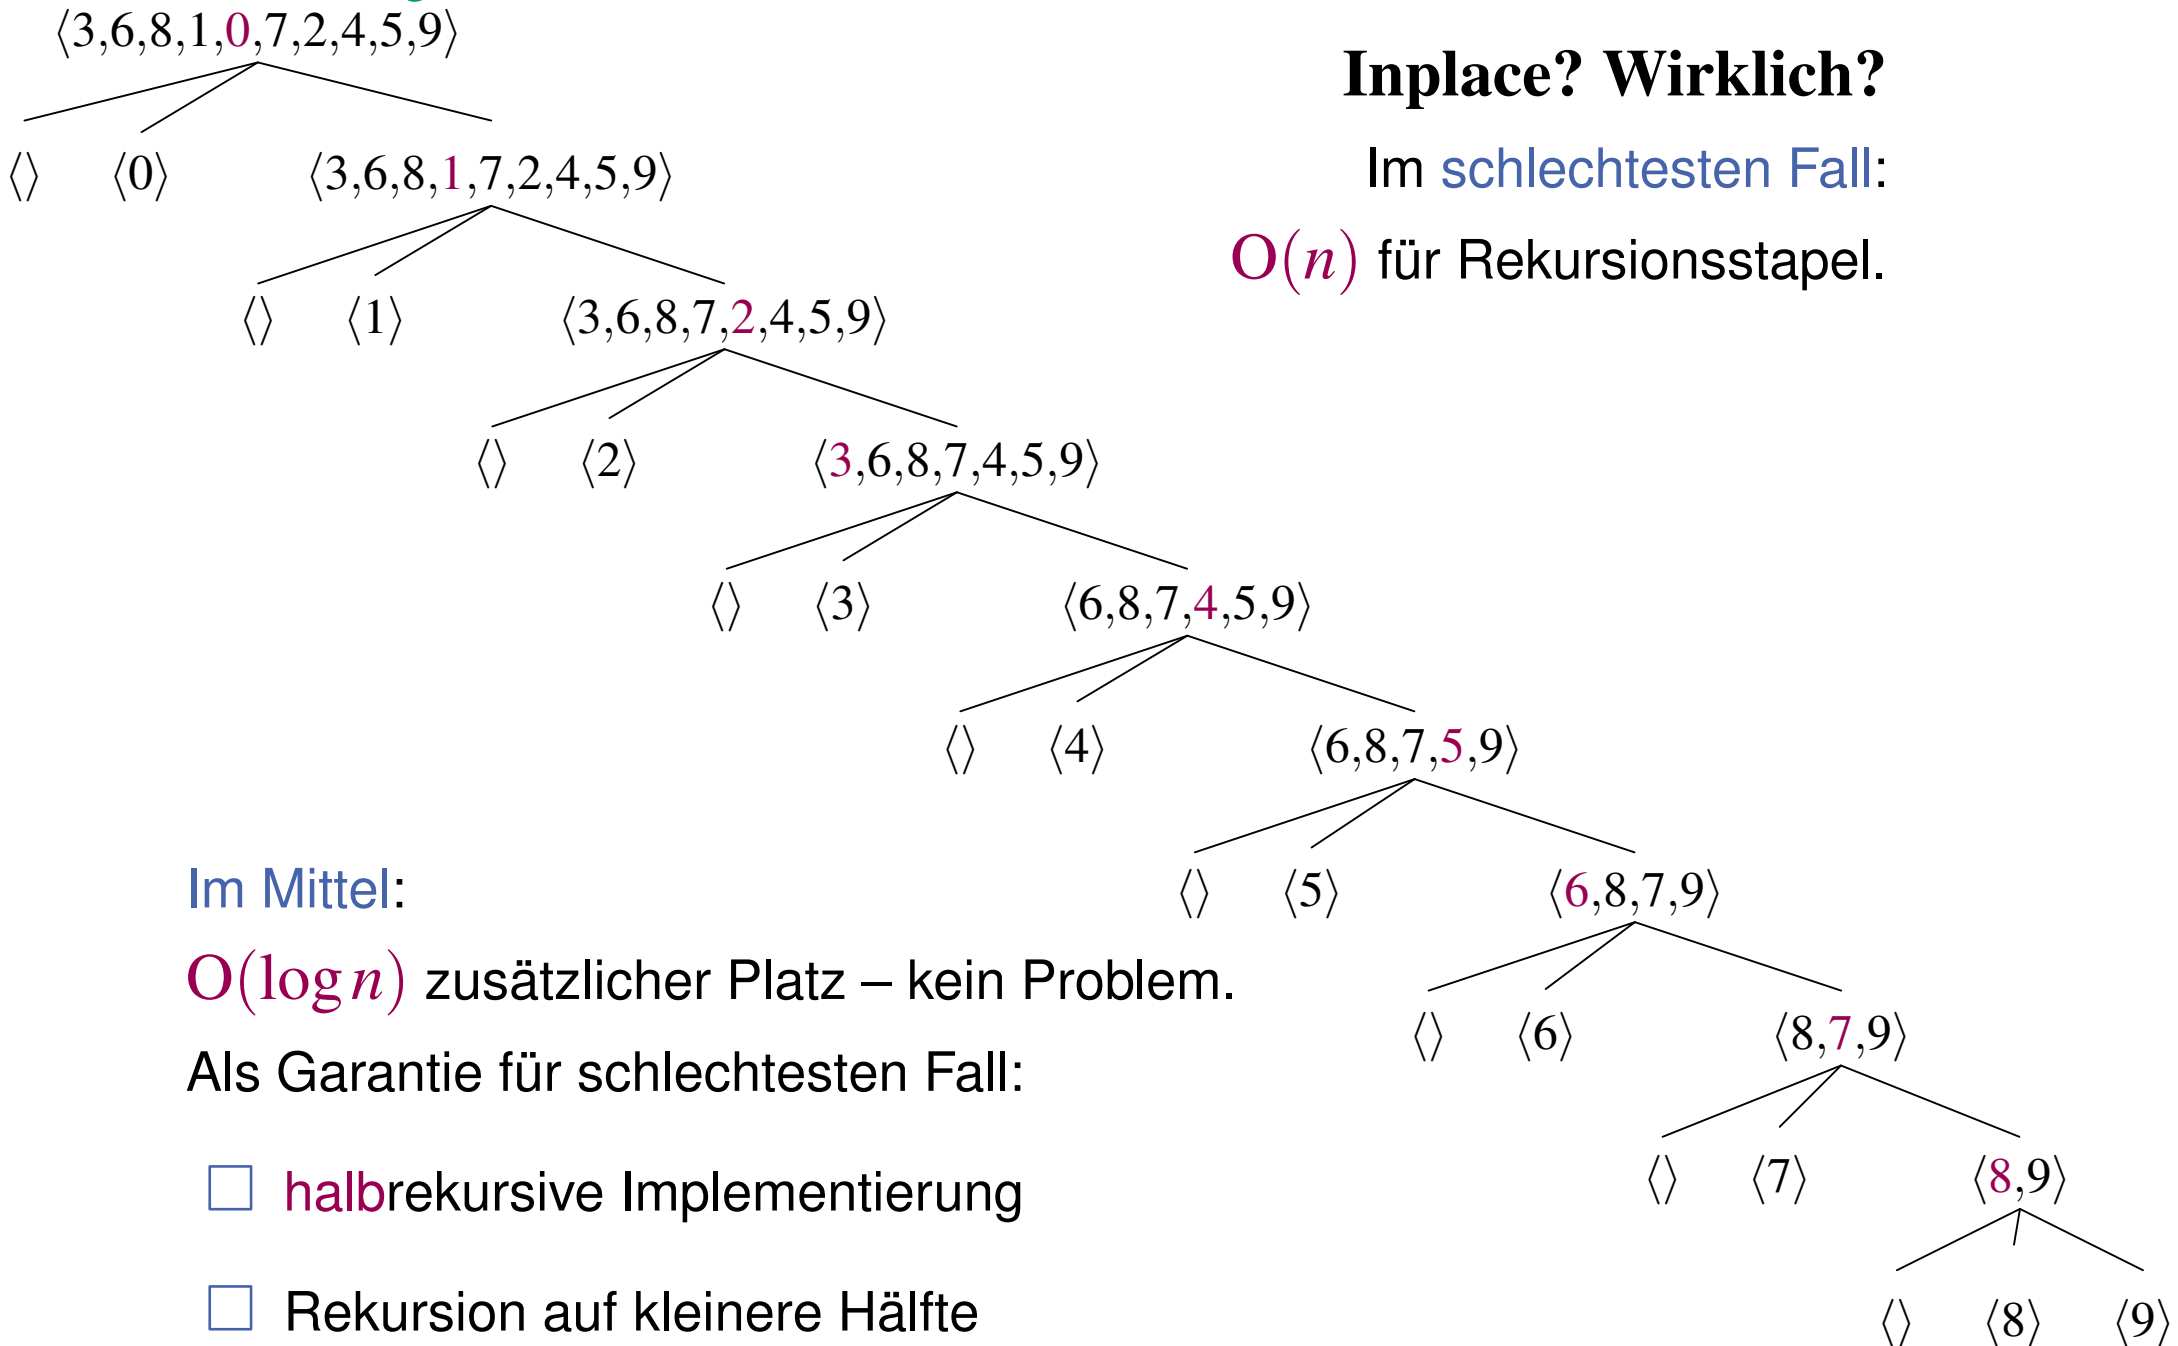 ⟨3,6,8,1,0,7,2,4,5,9⟩
Inplace? Wirklich?
⟨⟩ ⟨0⟩ ⟨3,6,8,1,7,2,4,5,9⟩
Im schlechtesten Fall:
O(n) für Rekursionsstapel.
⟨⟩ ⟨1⟩ ⟨3,6,8,7,2,4,5,9⟩
⟨⟩ ⟨2⟩ ⟨3,6,8,7,4,5,9⟩
⟨⟩ ⟨3⟩ ⟨6,8,7,4,5,9⟩
⟨⟩ ⟨4⟩ ⟨6,8,7,5,9⟩
⟨⟩ ⟨5⟩ ⟨6,8,7,9⟩
⟨⟩ ⟨6⟩ ⟨8,7,9⟩
⟨⟩ ⟨7⟩ ⟨8,9⟩
⟨⟩ ⟨8⟩ ⟨9⟩
Im Mittel:
O(log n) zusätzlicher Platz – kein Problem.
Als Garantie für schlechtesten Fall:
halbrekursive Implementierung
Rekursion auf kleinere Hälfte